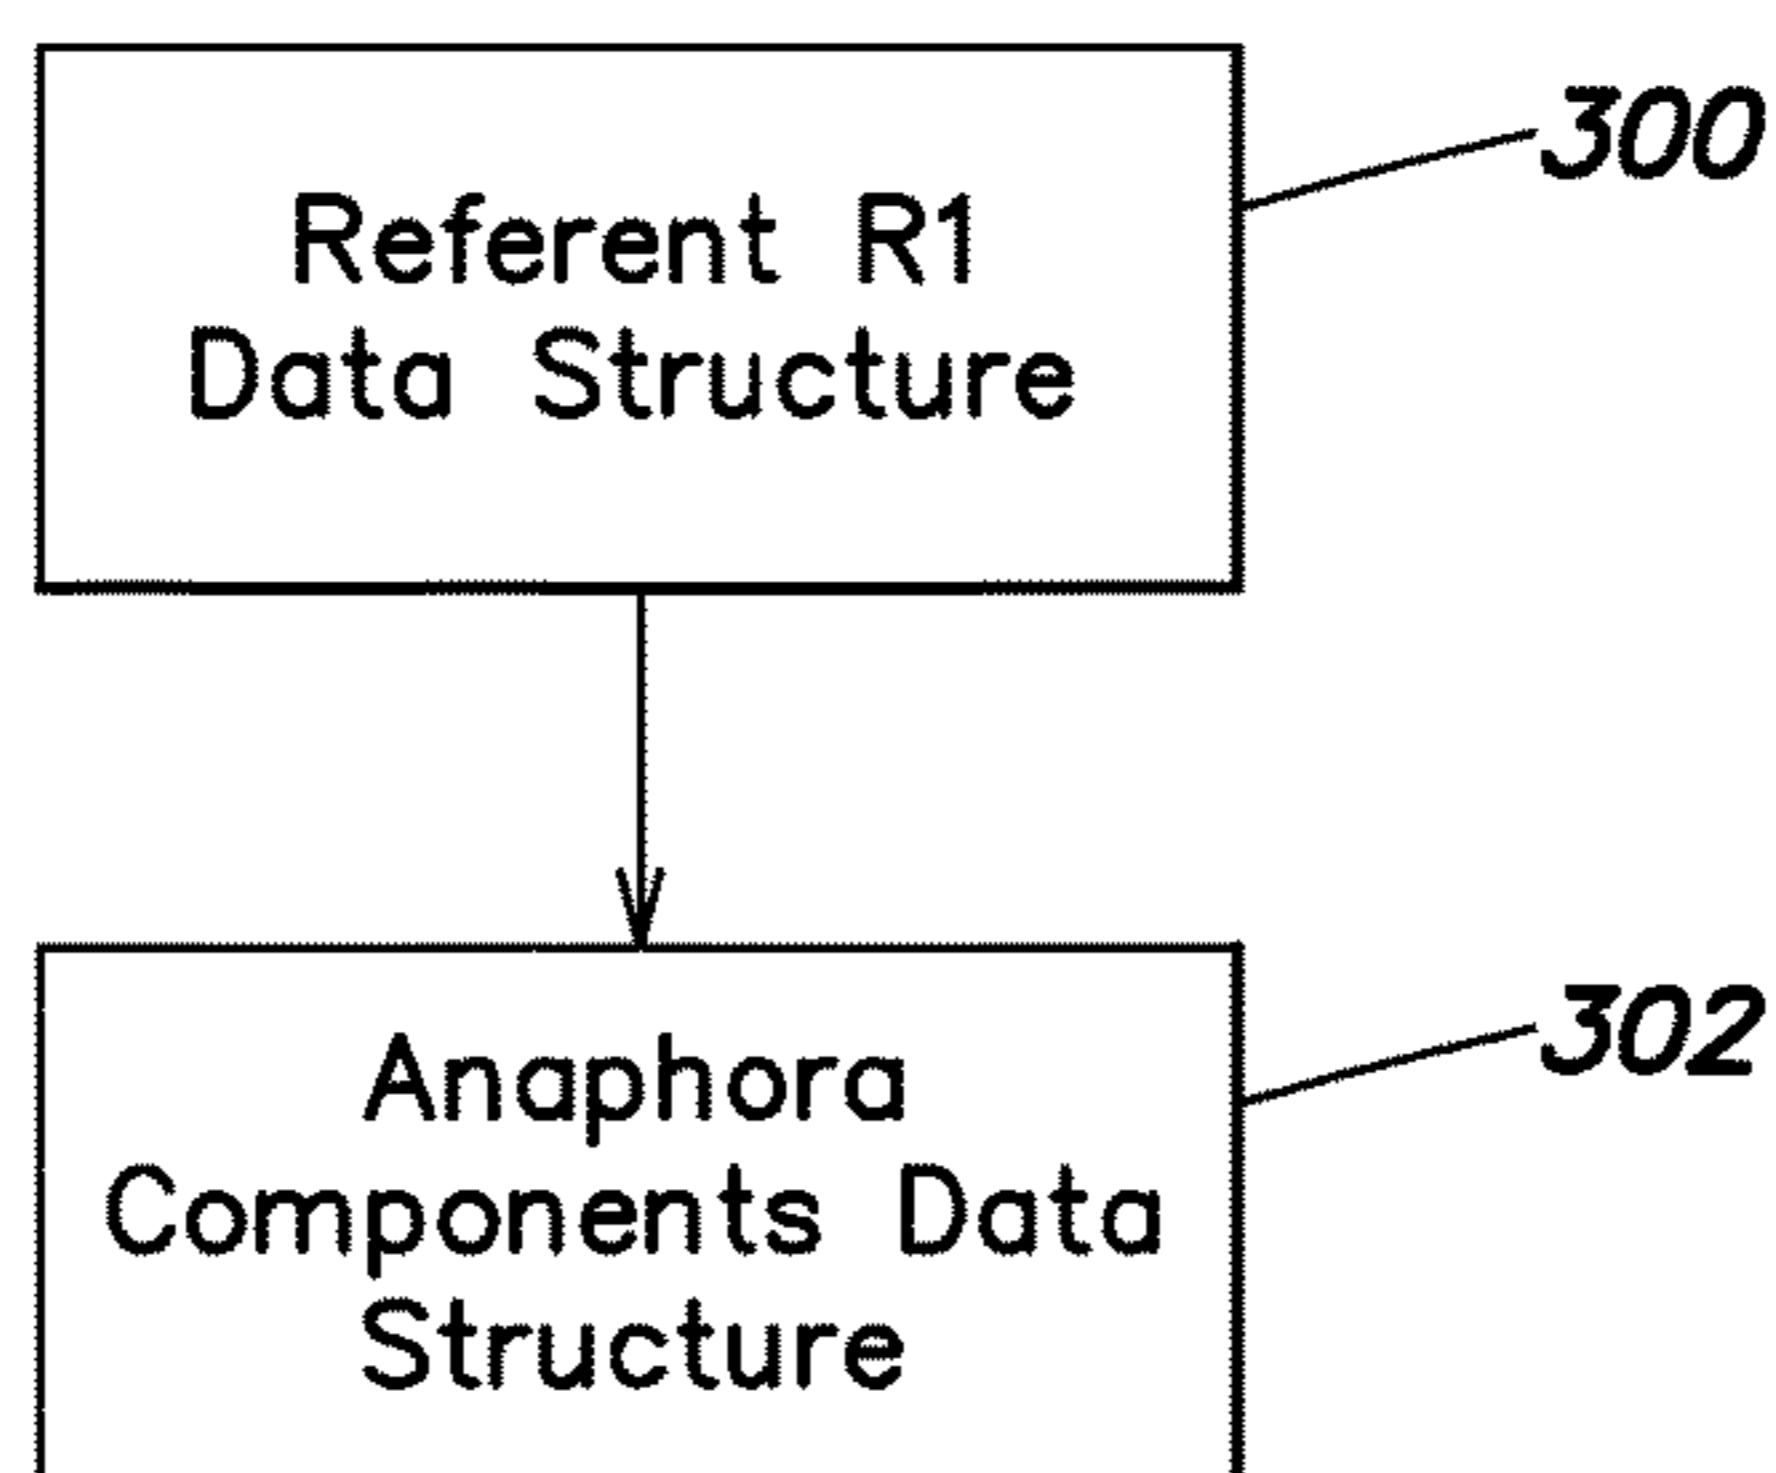 Referent R1
Data Structure
300
Anaphora
Components Data
Structure
302